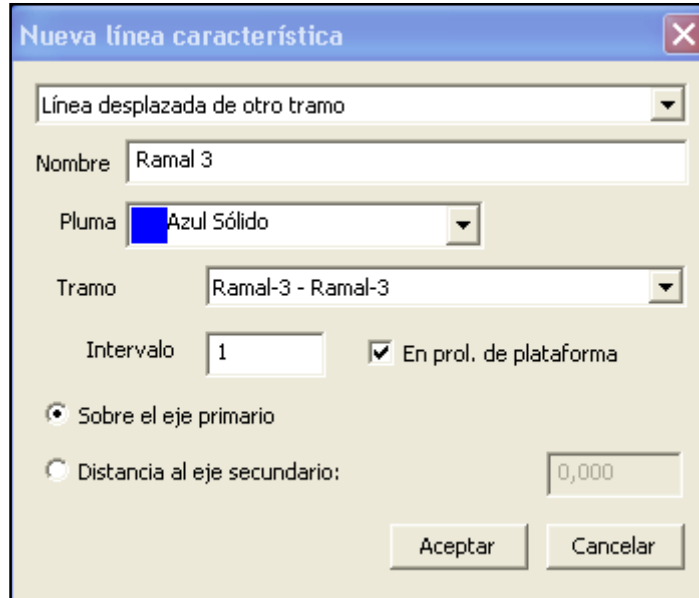 Nueva línea característica
Línea desplazada de otro tramo
Nombre Ramal 3
Pluma Azul Sólido
Tramo Ramal-3 - Ramal-3
Intervalo 1 En prol. de plataforma
Sobre el eje primario
Distancia al eje secundario: 0,000
Aceptar Cancelar